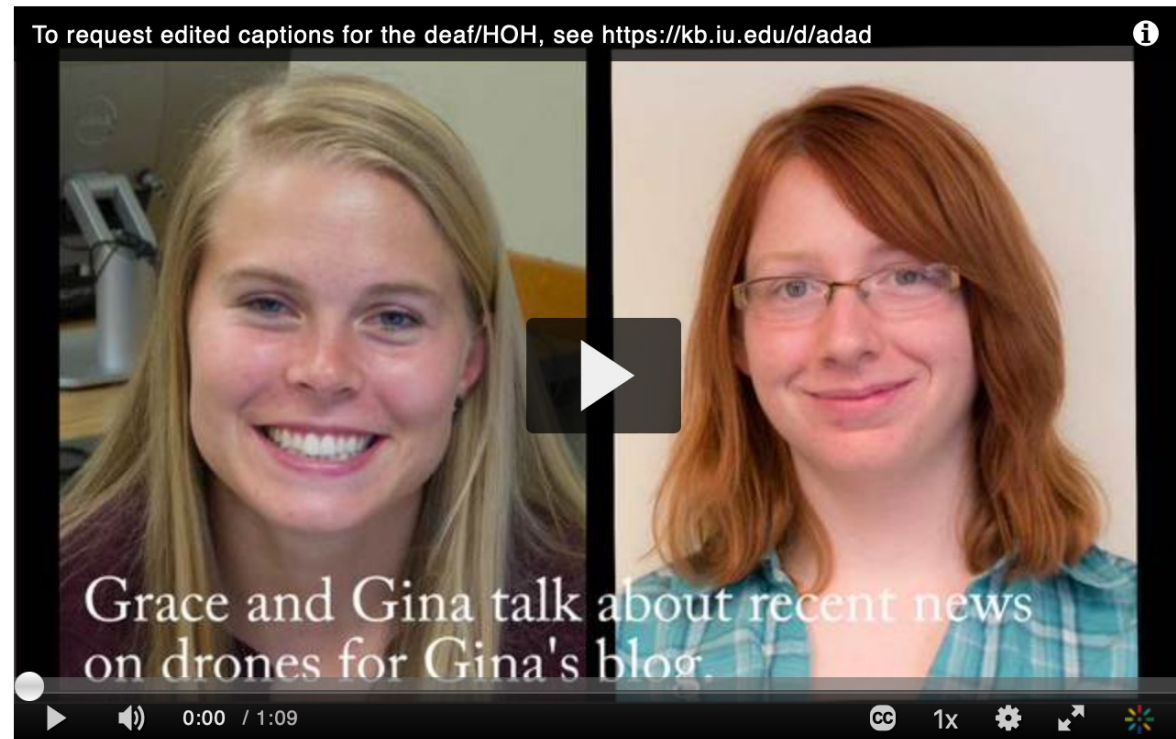 To request edited captions for the deaf/HOH, see https://kb.iu.edu/d/adad
Grace and Gina talk about recent news
on drones for Gina's blog.
0:00 / 1:09
CC
1x